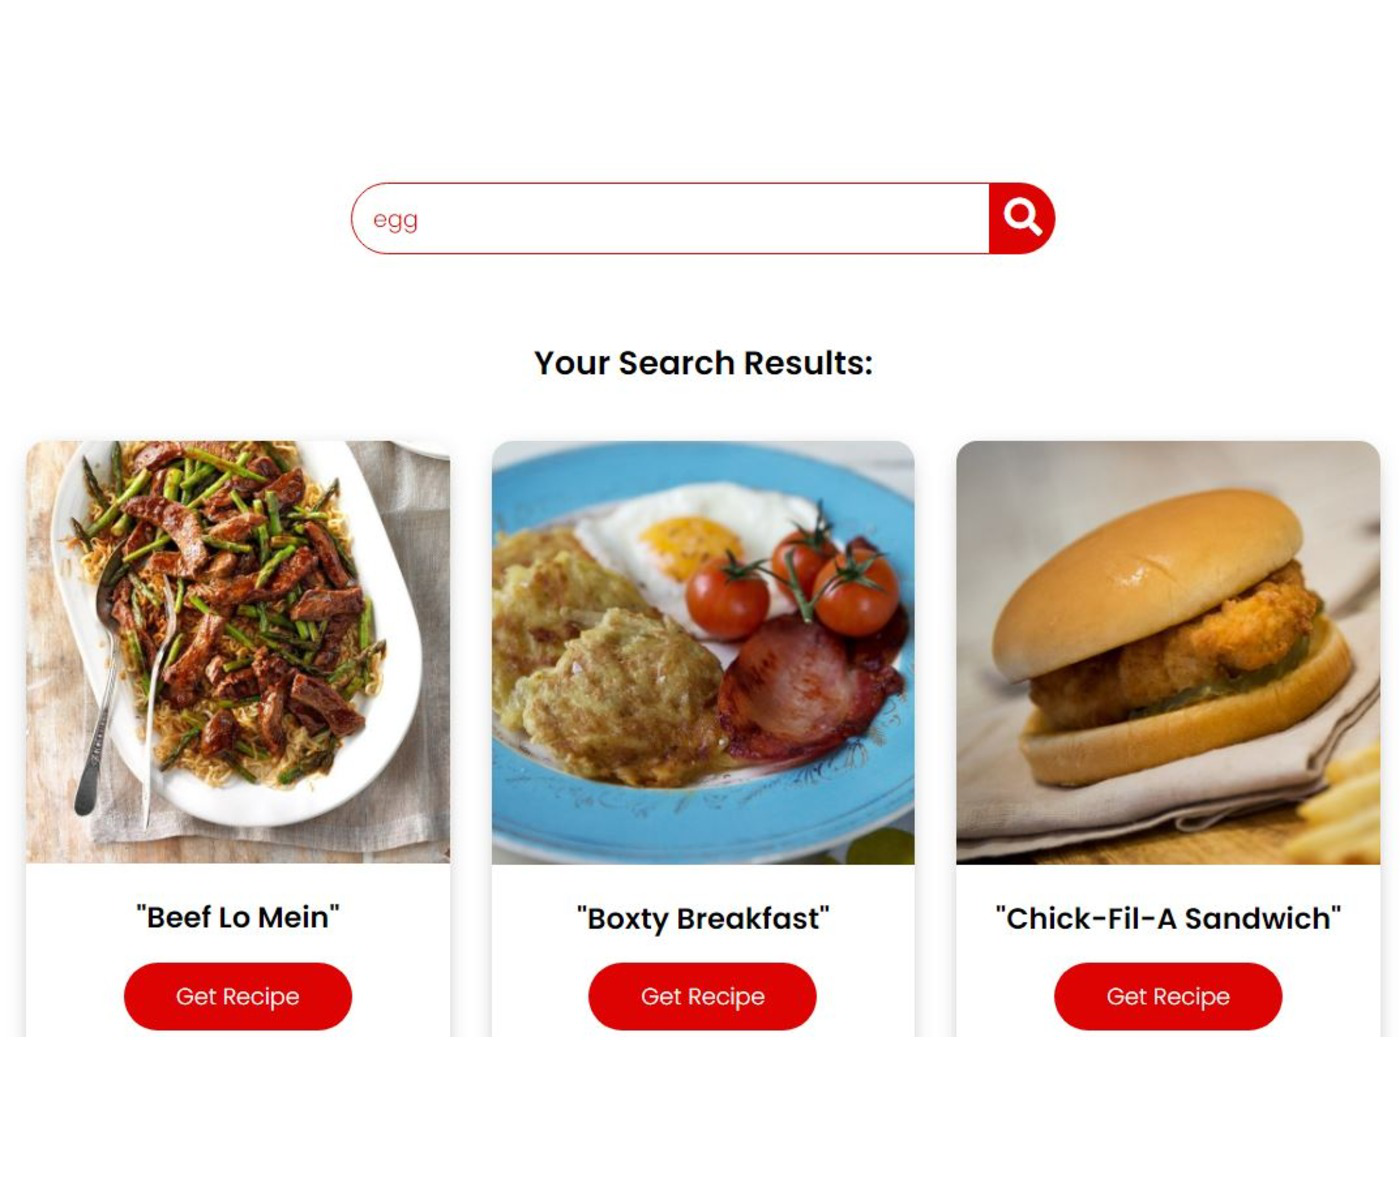 egg
Your Search Results:
"Beef Lo Mein"
"Boxty Breakfast"
"Chick-Fil-A Sandwich"
Get Recipe
Get Recipe
Get Recipe